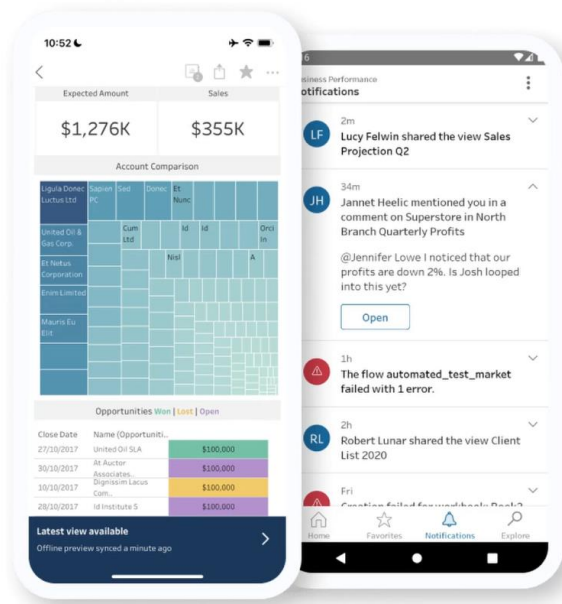 10:52
Expected Amount
Sales
$1,276K
$355K
Account Comparison
Ligula Donec
Luctus Ltd
Sapien
PC
Sed
Donec
Et
Nunc
United Oil &
Gas Corp.
Cum
Ltd
Id
Id
Orci
In
Et Netus
Corporation
Nisl
A
Enim Limited
Mauris Eu
Elit
Opportunities Won | Lost | Open
Close Date
Name (Opportuniti..
27/10/2017
United Oil SLA
$100,000
30/10/2017
At Auctor
Associates..
$100,000
10/10/2017
Dignissim Lacus
Com..
$100,000
28/10/2017
Id Institute S
$100,000
Latest view available
Offline preview synced a minute ago
Business Performance
Notifications
LF
2m
Lucy Felwin shared the view Sales
Projection Q2
JH
34m
Jannet Heelic mentioned you in a
comment on Superstore in North
Branch Quarterly Profits
@Jennifer Lowe I noticed that our
profits are down 2%. Is Josh looped
into this yet?
Open
1h
The flow automated_test_market
failed with 1 error.
RL
2h
Robert Lunar shared the view Client
List 2020
Fri
Creation failed for workbook: Book2
Home
Favorites
Notifications
Explore